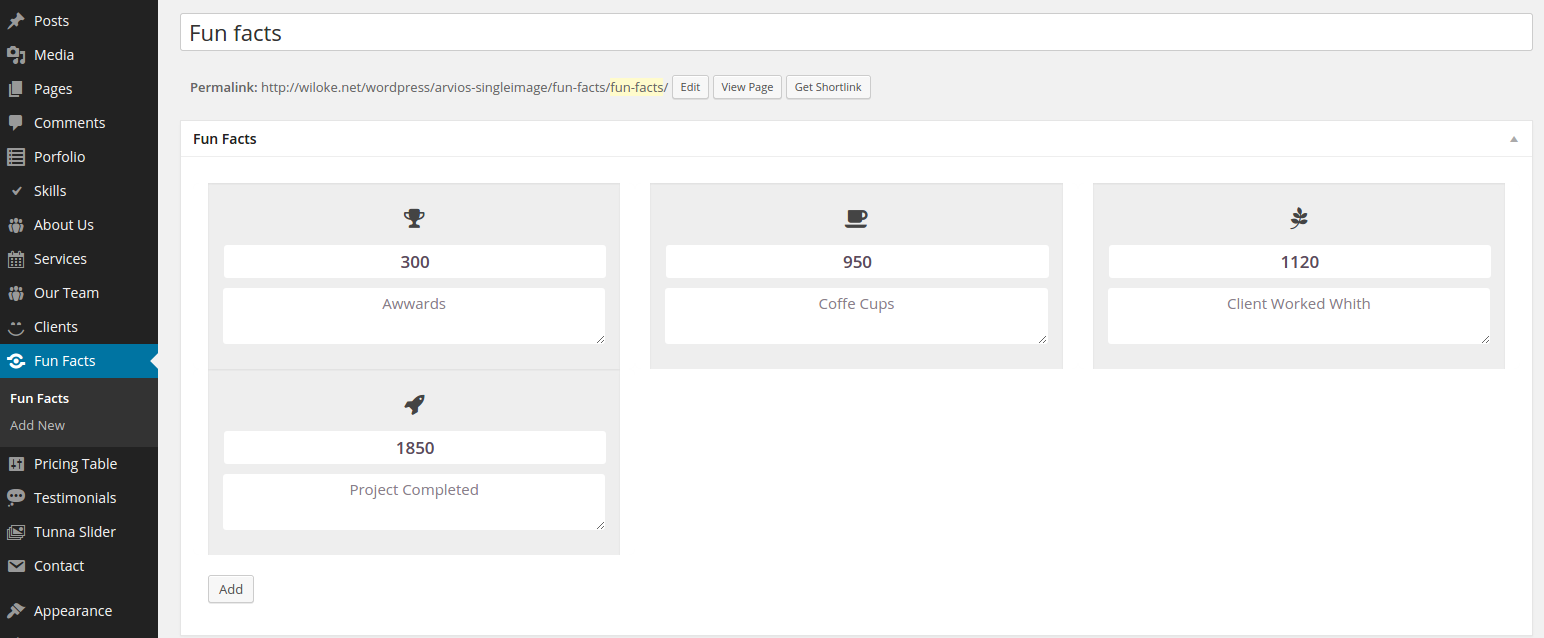 Posts
Media
Pages
Comments
Porfolio
Skills
About Us
Services
Our Team
Clients
Fun Facts
Fun Facts
Add New
Pricing Table
Testimonials
Tunna Slider
Contact
Appearance
Fun facts
Permalink: http://wiloke.net/wordpress/arvios-singleimage/fun-facts/fun-facts/ Edit View Page Get Shortlink
Fun Facts
300
Awwards
950
Coffe Cups
1120
Client Worked Whith
1850
Project Completed
Add